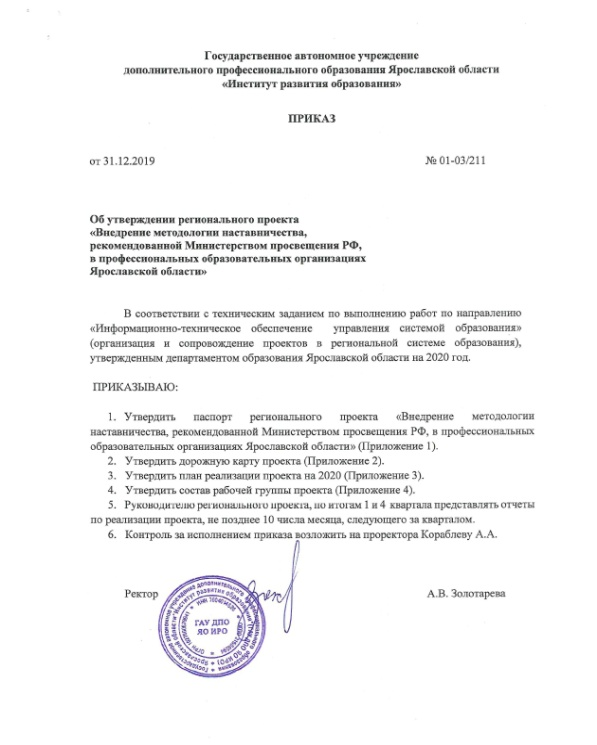 Государственное автономное учреждение
дополнительного профессионального образования Ярославской области
«Институт развития образования»
ПРИКАЗ
от 31.12.2019 № 01-03/211
Об утверждении регионального проекта
«Внедрение методологии наставничества,
рекомендованной Министерством просвещения РФ,
в профессиональных образовательных организациях
Ярославской области»
В соответствии с техническим заданием по выполнению работ по направлению
«Информационно-техническое обеспечение управления системой образования»
(организация и сопровождение проектов в региональной системе образования),
утвержденным департаментом образования Ярославской области на 2020 год.
ПРИКАЗЫВАЮ:
1. Утвердить паспорт регионального проекта «Внедрение методологии
наставничества, рекомендованной Министерством просвещения РФ, в профессиональных
образовательных организациях Ярославской области» (Приложение 1).
2. Утвердить дорожную карту проекта (Приложение 2).
3. Утвердить план реализации проекта на 2020 (Приложение 3).
4. Утвердить состав рабочей группы проекта (Приложение 4).
5. Руководителю регионального проекта, по итогам 1 и 4 квартала представлять отчеты
по реализации проекта, не позднее 10 числа месяца, следующего за кварталом.
6. Контроль за исполнением приказа возложить на проректора Кораблеву А.А.
Ректор А.В. Золотарева
ГАУ ДПО
ЯО ИРО